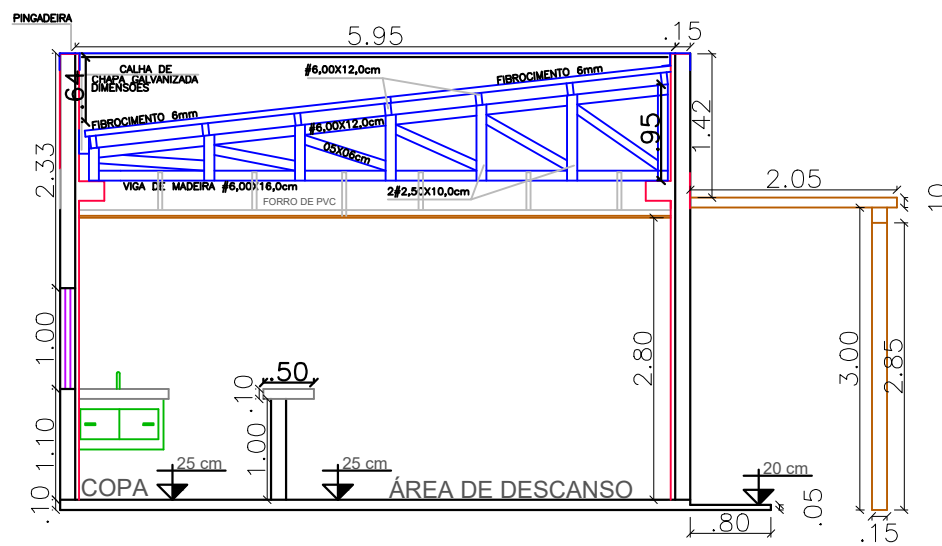 PINGADEIRA
5.95
.15
CALHA DE
CHAPA GALVANIZADA
DIMENSOES
#6,00X12,0cm
FIBROCIMENTO 6mm
.64
FIBROCIMENTO 6mm
#6,00X12.0cm
05X06cm
.95
1.42
2.33
VIGA DE MADEIRA #6,00X16,0cm
2#2,50X10,0cm
FORRO DE PVC
2.05
.10
1.00
.50
.10
2.80
3.00
2.85
1.10
1.00
25 cm
25 cm
20 cm
COPA
ÁREA DE DESCANSO
.10
.05
.80
.15